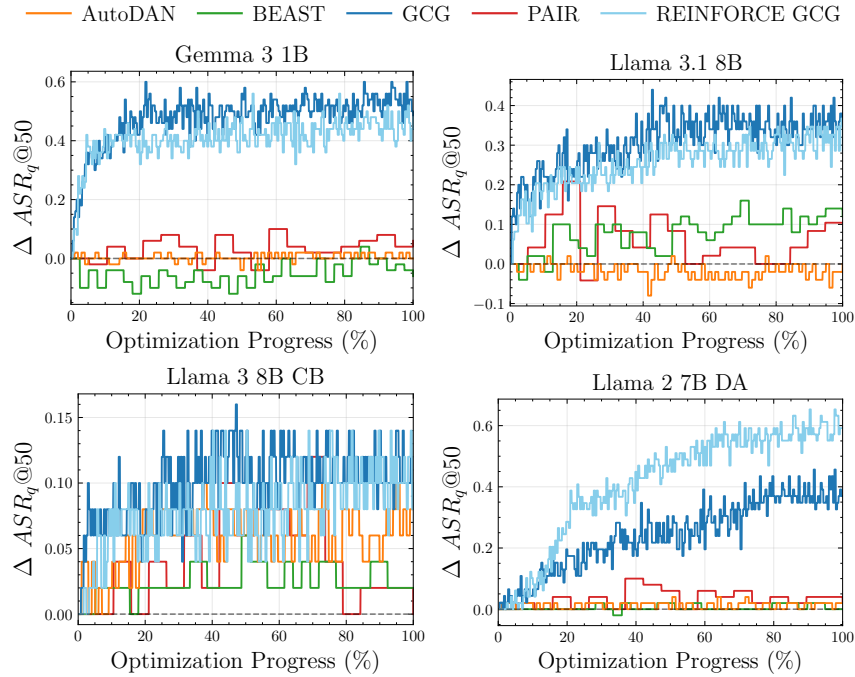 AutoDAN BEAST GCG PAIR REINFORCE GCG
Gemma 3 1B
Δ ASR_q@50
0.6
0.4
0.2
0.0
0 20 40 60 80 100
Optimization Progress (%)
Llama 3.1 8B
Δ ASR_q@50
0.4
0.3
0.2
0.1
0.0
−0.1
0 20 40 60 80 100
Optimization Progress (%)
Llama 3 8B CB
Δ ASR_q@50
0.15
0.10
0.05
0.00
0 20 40 60 80 100
Optimization Progress (%)
Llama 2 7B DA
Δ ASR_q@50
0.6
0.4
0.2
0.0
0 20 40 60 80 100
Optimization Progress (%)